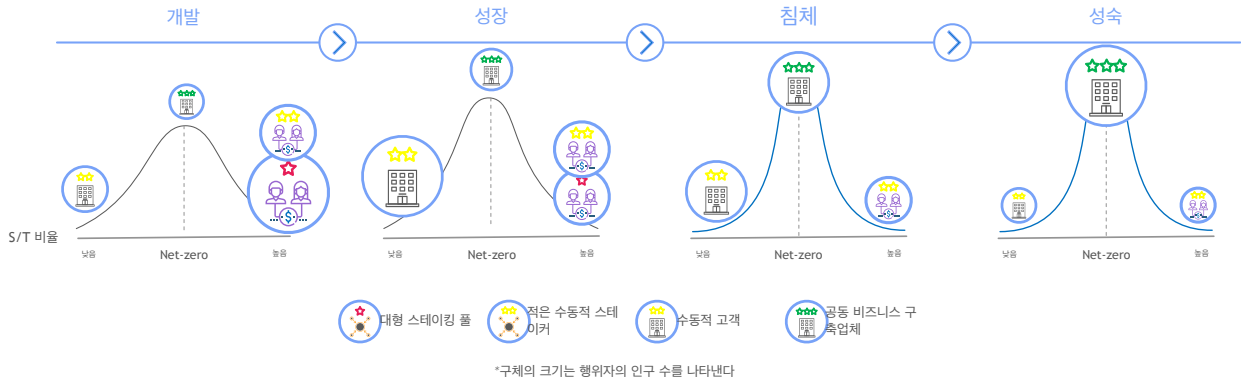 개발
성장
침체
성숙
S/T 비율
낮음
Net-zero
높음
낮음
Net-zero
높음
낮음
Net-zero
높음
낮음
Net-zero
높음
대형 스테이킹 풀
적은 수동적 스테
이커
수동적 고객
공동 비즈니스 구
축업체
*구체의 크기는 행위자의 인구 수를 나타낸다